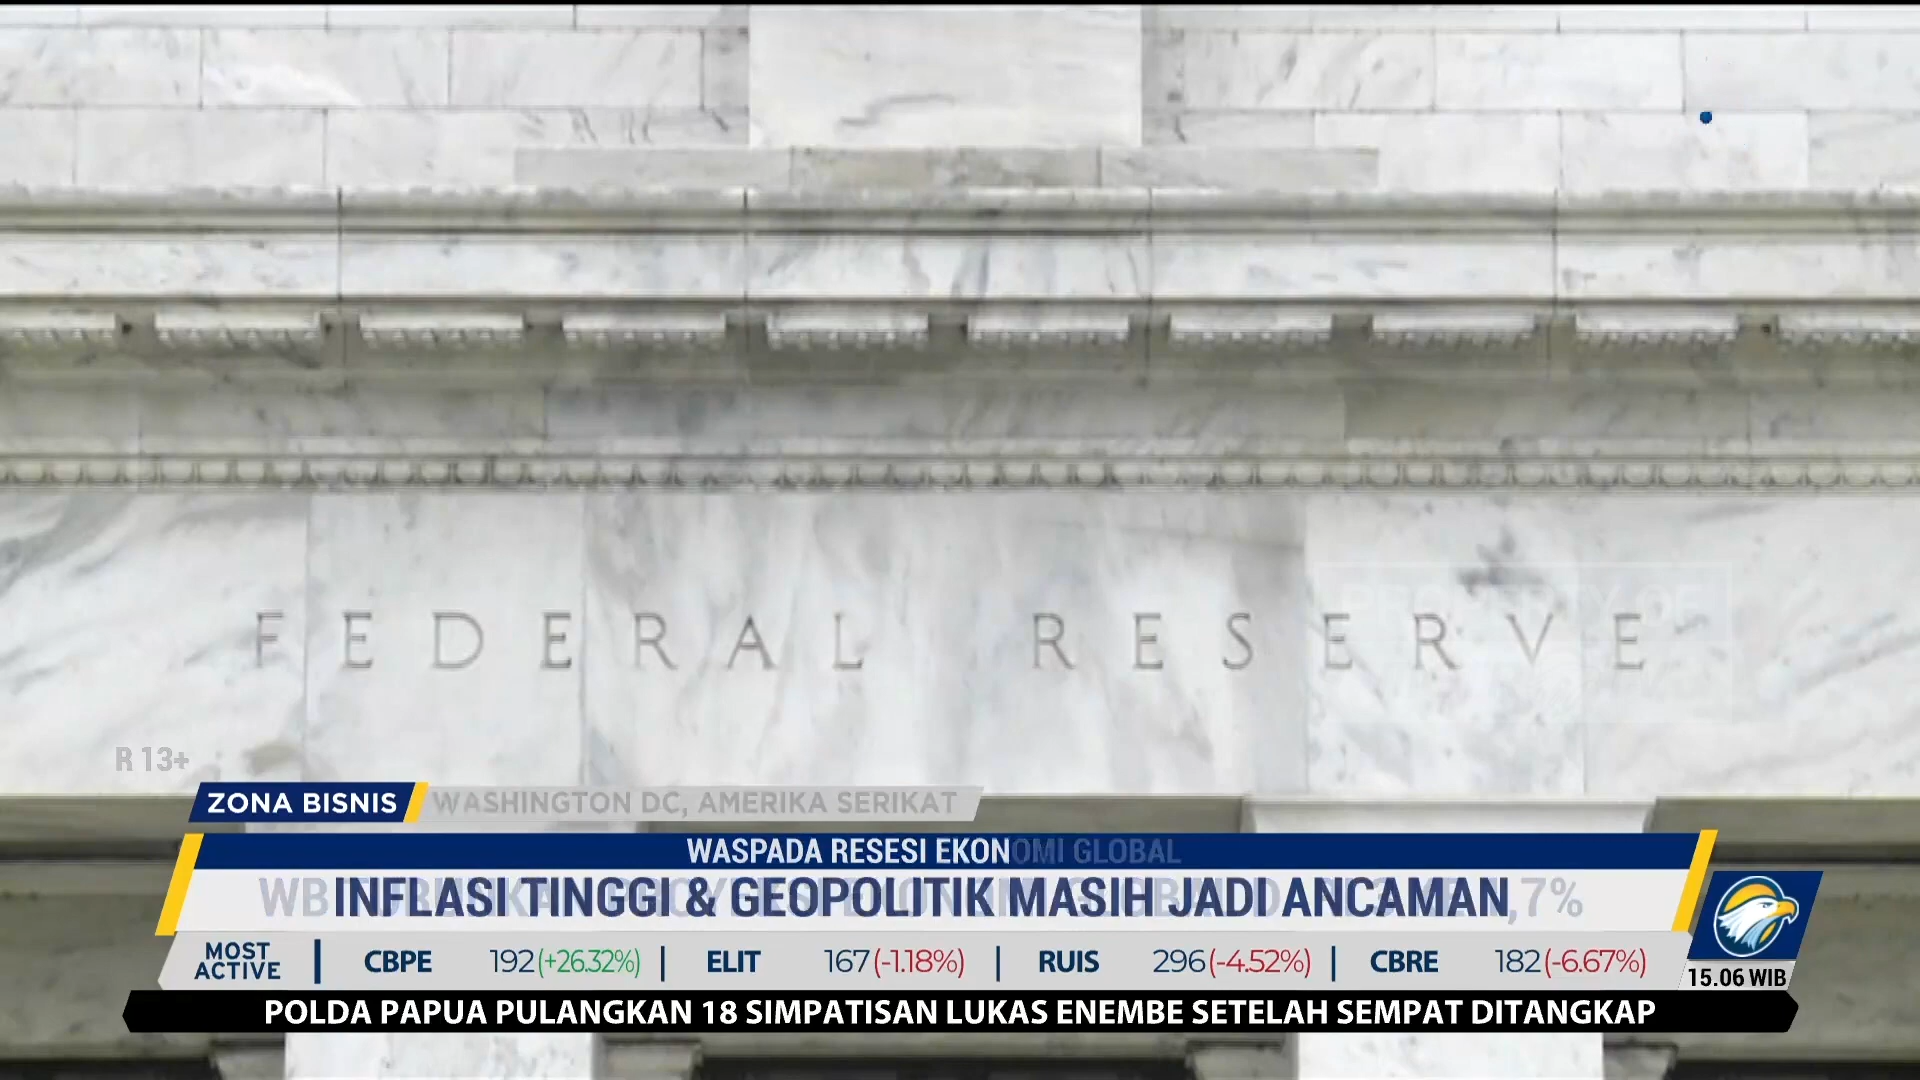 FEDERAL RESERVE
PROPERTY OF
R 13+
ZONA BISNIS
WASHINGTON DC, AMERIKA SERIKAT
WASPADA RESESI EKONOMI GLOBAL
INFLASI TINGGI & GEOPOLITIK MASIH JADI ANCAMAN
MOST ACTIVE CBPE 192 (+26.32%) ELIT 167 (-1.18%) RUIS 296 (-4.52%) CBRE 182 (-6.67%)
15.06 WIB
POLDA PAPUA PULANGKAN 18 SIMPATISAN LUKAS ENEMBE SETELAH SEMPAT DITANGKAP